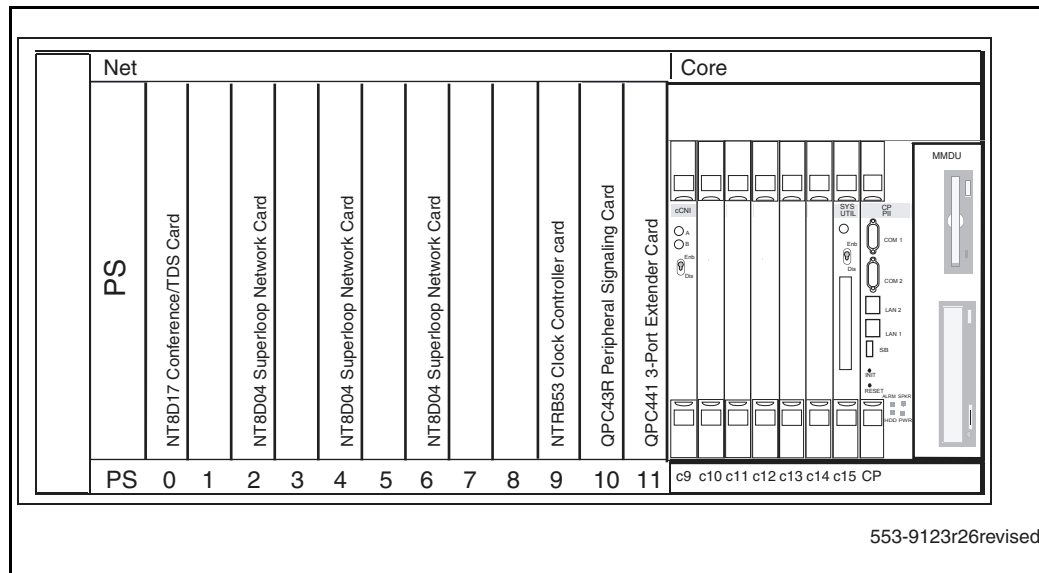 Net
Core
PS
NT8D17 Conference/TDS Card
NT8D04 Superloop Network Card
NT8D04 Superloop Network Card
NT8D04 Superloop Network Card
NTRB53 Clock Controller card
QPC43R Peripheral Signaling Card
QPC441 3-Port Extender Card
cCNI
A
B
Enb
Dis
SYS
UTIL
Enb
Dis
CP
PII
COM 1
COM 2
LAN 2
LAN 1
SIB
INIT
RESET
ALRM SPKR
HDD PWR
MMDU
PS 0 1 2 3 4 5 6 7 8 9 10 11 c9 c10 c11 c12 c13 c14 c15 CP
553-9123r26revised